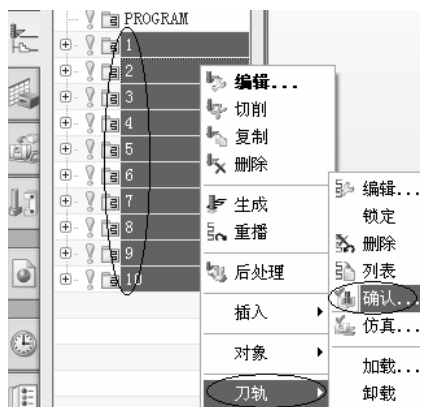 PROGRAM
1
2
3
4
5
6
7
8
9
10
编辑...
切削
复制
删除
生成
重播
后处理
插入
对象
刀轨
编辑...
锁定
删除
列表
确认...
仿真...
加载...
卸载